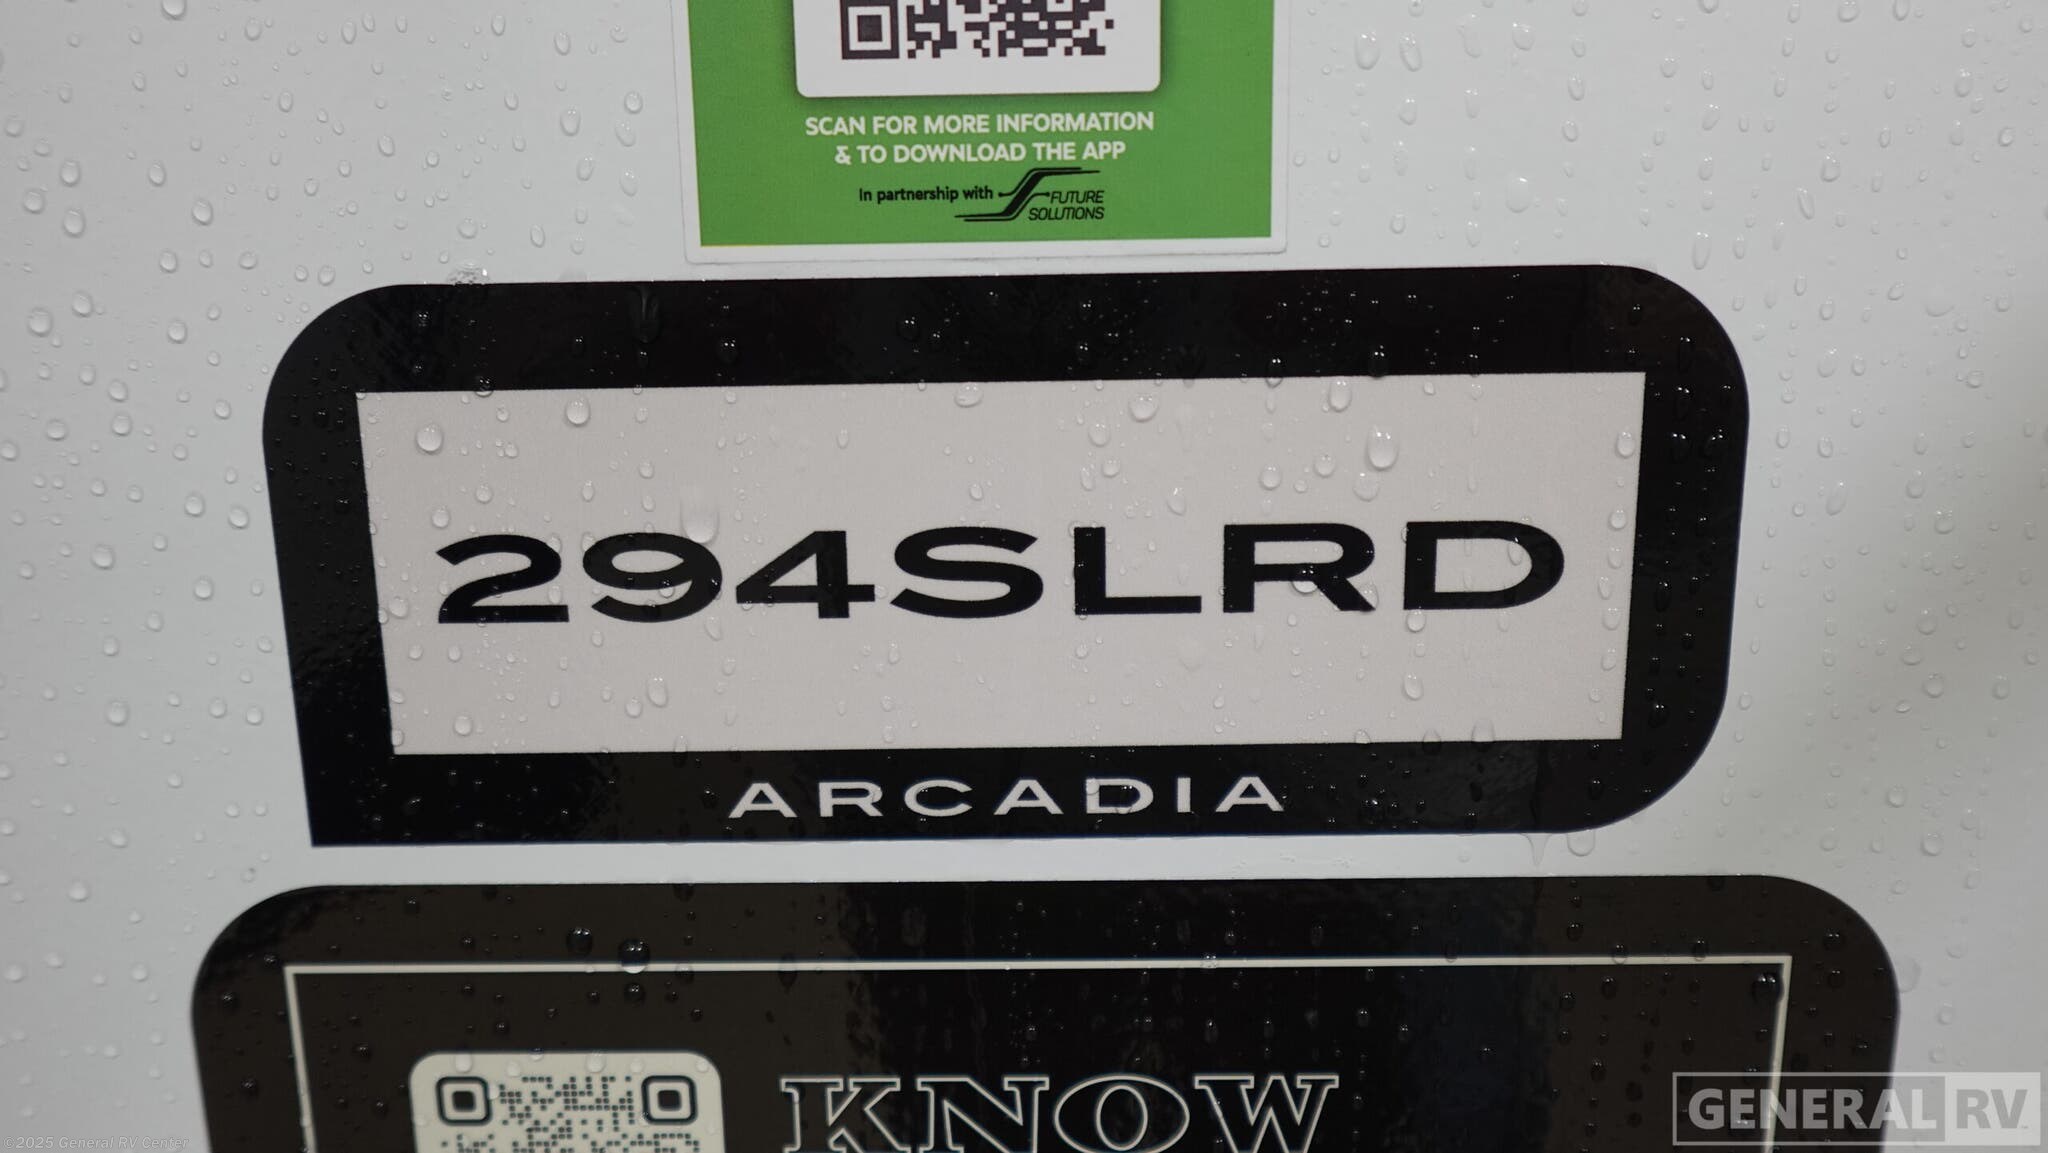 SCAN FOR MORE INFORMATION
& TO DOWNLOAD THE APP
In partnership with FUTURE
SOLUTIONS
294SLRD
ARCADIA
KNOW
GENERAL RV
©2025 General RV Center